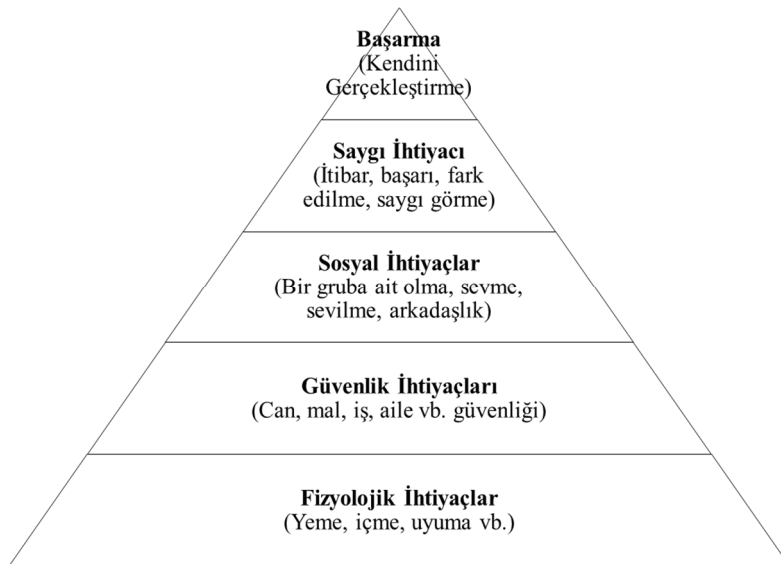 Başarma
(Kendini
Gerçekleştirme)
Saygı İhtiyacı
(İtibar, başarı, fark
edilme, saygı görme)
Sosyal İhtiyaçlar
(Bir gruba ait olma, sevme,
sevilme, arkadaşlık)
Güvenlik İhtiyaçları
(Can, mal, iş, aile vb. güvenliği)
Fizyolojik İhtiyaçlar
(Yeme, içme, uyuma vb.)